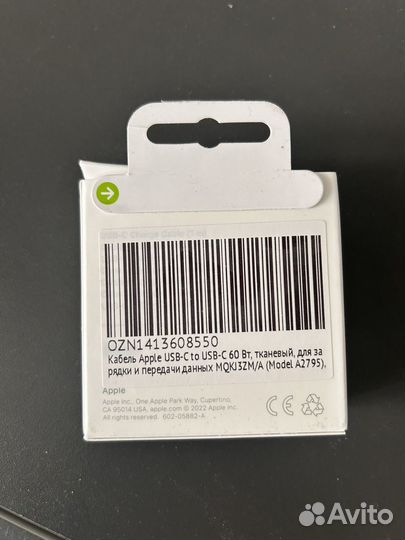 USB-C Charge Cable (1 m)
OZN1413608550
Кабель Apple USB-C to USB-C 60 Вт, тканевый, для за
рядки и передачи данных MQKJ3ZM/A (Model A2795),
Apple
Apple Inc., One Apple Park Way, Cupertino,
CA 95014 USA. apple.com © 2022 Apple Inc.
All rights reserved. 602-05882-A
CE
Avito